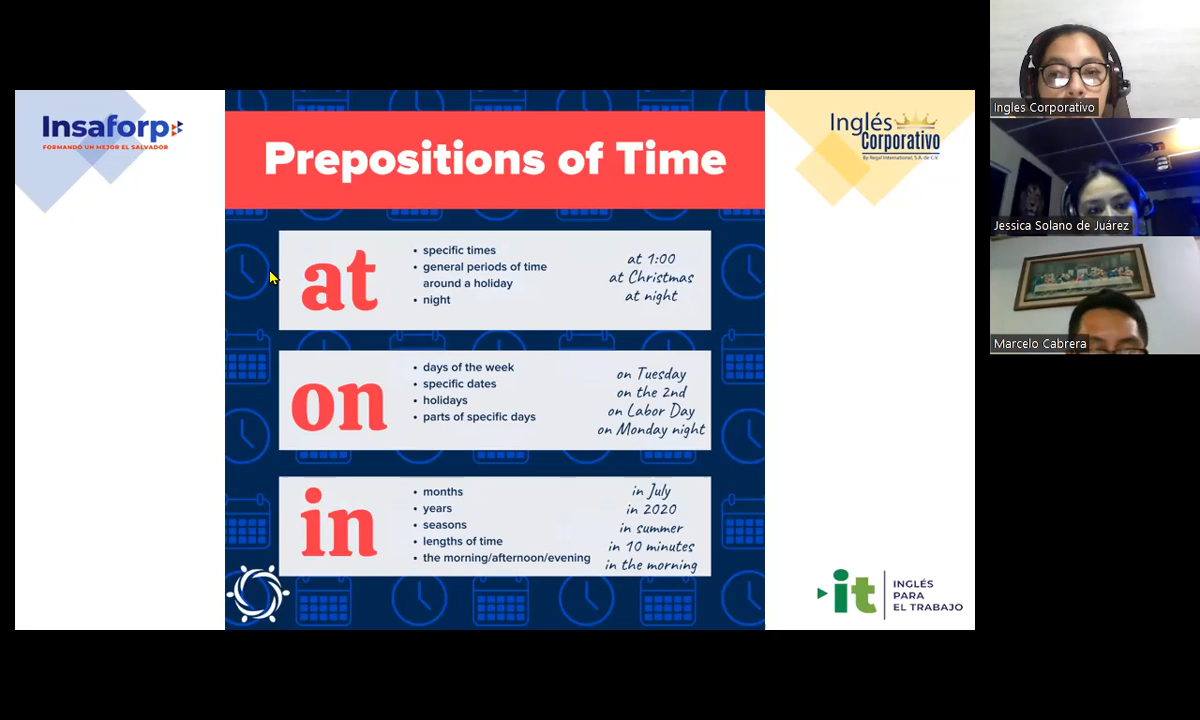 Insaforp
FORMANDO UN MEJOR EL SALVADOR
Prepositions of Time
Inglés
Corporativo
By Regal International, S.A. de C.V.
at
• specific times
• general periods of time
around a holiday
• night
at 1:00
at Christmas
at night
on
• days of the week
• specific dates
• holidays
• parts of specific days
on Tuesday
on the 2nd
on Labor Day
on Monday night
in
• months
• years
• seasons
• lengths of time
• the morning/afternoon/evening
in July
in 2020
in summer
in 10 minutes
in the morning
it
INGLÉS
PARA
EL TRABAJO
Ingles Corporativo
Jessica Solano de Juárez
Marcelo Cabrera